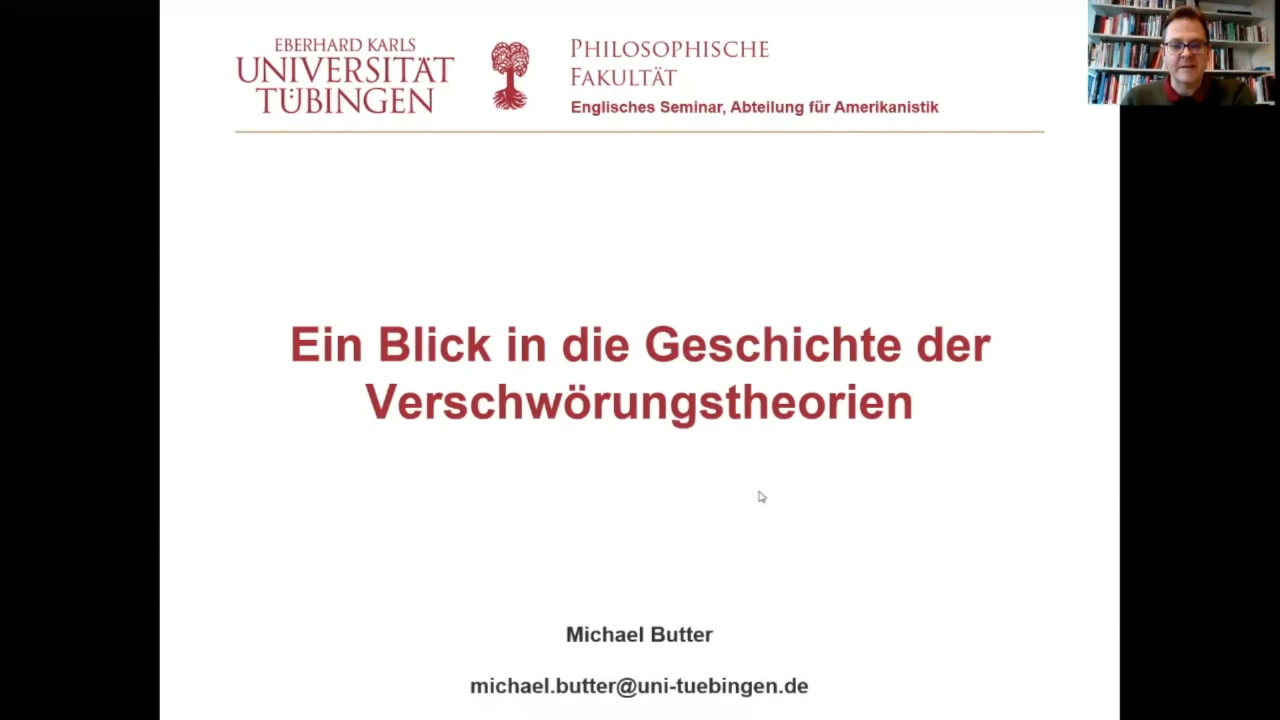 EBERHARD KARLS
UNIVERSITÄT
TÜBINGEN
PHILOSOPHISCHE
FAKULTÄT
Englisches Seminar, Abteilung für Amerikanistik
Ein Blick in die Geschichte der
Verschwörungstheorien
Michael Butter
michael.butter@uni-tuebingen.de